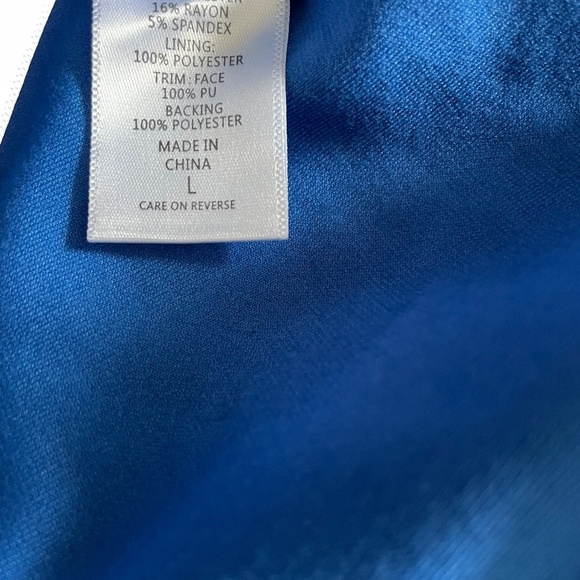 16% RAYON
5% SPANDEX
LINING:
100% POLYESTER
TRIM: FACE
100% PU
BACKING
100% POLYESTER
MADE IN
CHINA
L
CARE ON REVERSE